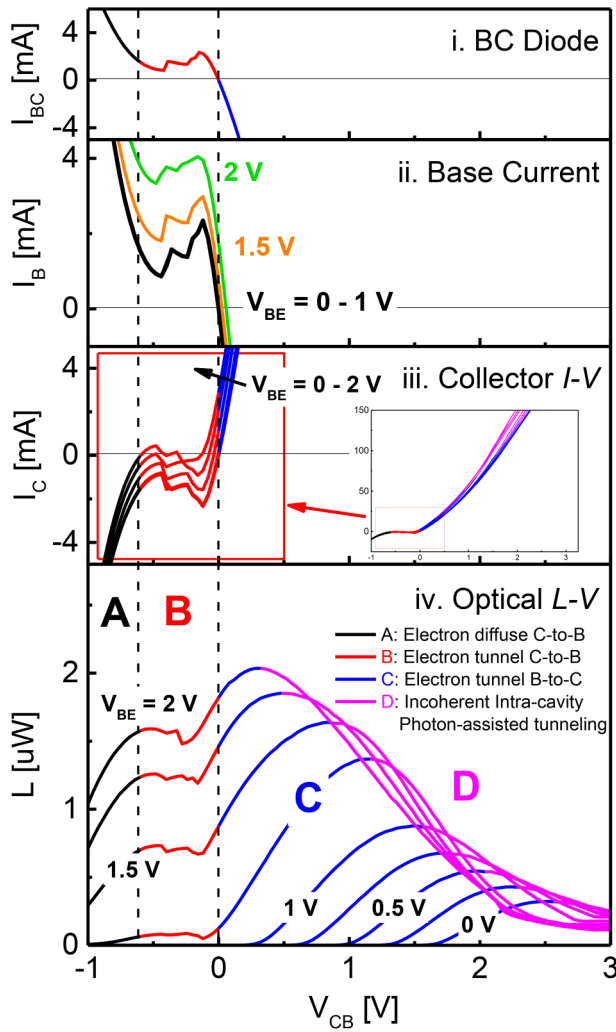 4
0
-4
I_BC [mA]
i. BC Diode
4
0
I_B [mA]
ii. Base Current
2 V
1.5 V
V_BE = 0 - 1 V
4
0
-4
I_C [mA]
V_BE = 0 - 2 V
iii. Collector I-V
150
125
100
75
50
25
0
-1
0
1
2
3
A
B
iv. Optical L-V
A: Electron diffuse C-to-B
B: Electron tunnel C-to-B
C: Electron tunnel B-to-C
D: Incoherent Intra-cavity
Photon-assisted tunneling
V_BE = 2 V
C
D
1.5 V
1 V
0.5 V
0 V
2
1
0
L [uW]
-1
0
1
2
3
V_CB [V]